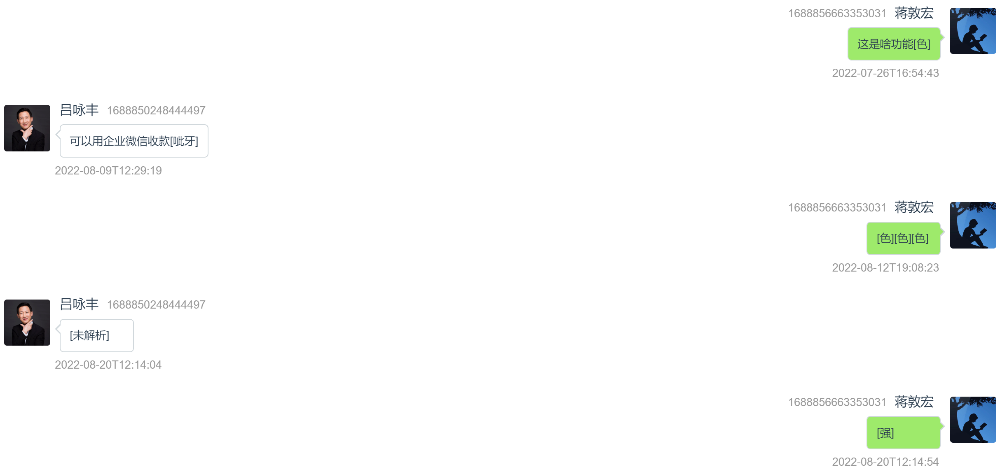 1688856663353031 蒋敦宏
这是啥功能[色]
2022-07-26T16:54:43
吕咏丰 1688850248444497
可以用企业微信收款[呲牙]
2022-08-09T12:29:19
1688856663353031 蒋敦宏
[色][色][色]
2022-08-12T19:08:23
吕咏丰 1688850248444497
[未解析]
2022-08-20T12:14:04
1688856663353031 蒋敦宏
[强]
2022-08-20T12:14:54